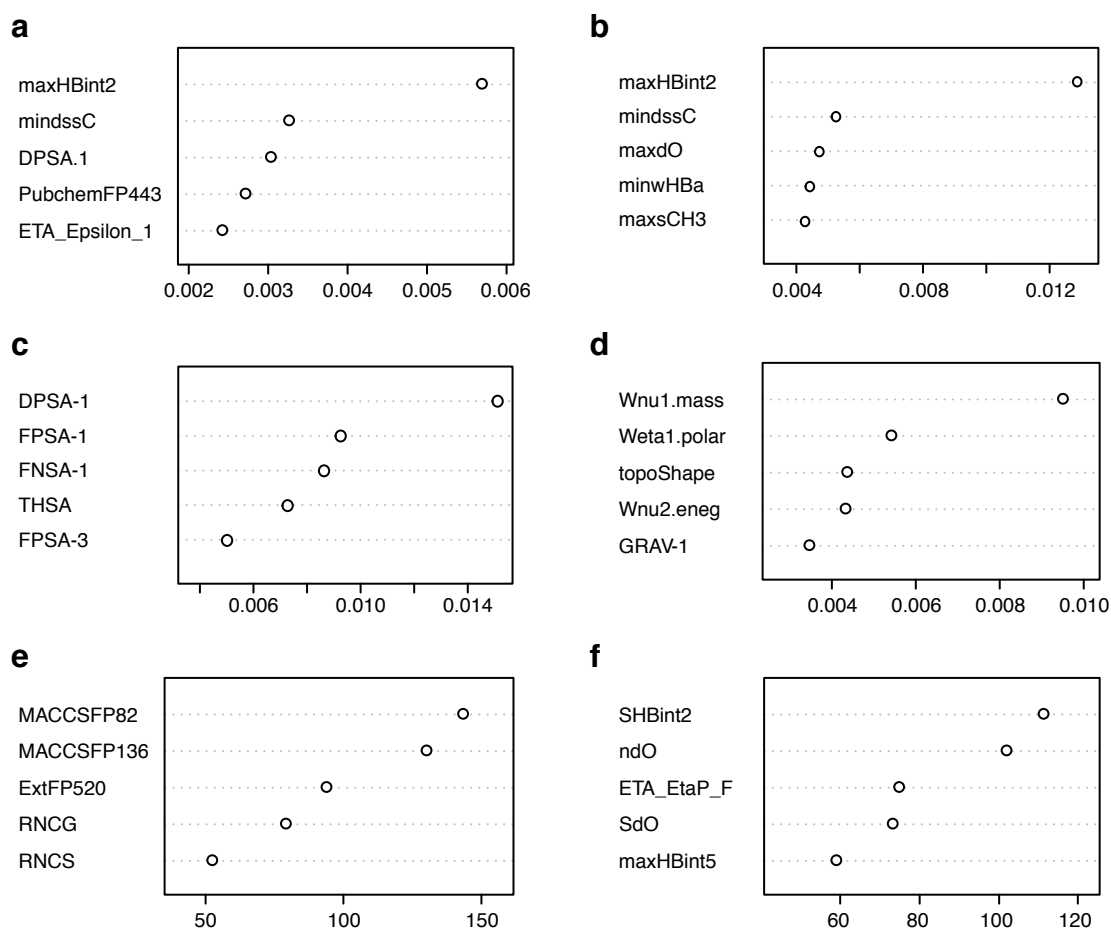 a
maxHBint2
mindssC
DPSA.1
PubchemFP443
ETA_Epsilon_1
0.002 0.003 0.004 0.005 0.006
b
maxHBint2
mindssC
maxdO
minwHBa
maxsCH3
0.004 0.008 0.012
c
DPSA-1
FPSA-1
FNSA-1
THSA
FPSA-3
0.006 0.010 0.014
d
Wnu1.mass
Weta1.polar
topoShape
Wnu2.eneg
GRAV-1
0.004 0.006 0.008 0.010
e
MACCSFP82
MACCSFP136
ExtFP520
RNCG
RNCS
50 100 150
f
SHBint2
ndO
ETA_EtaP_F
SdO
maxHBint5
60 80 100 120